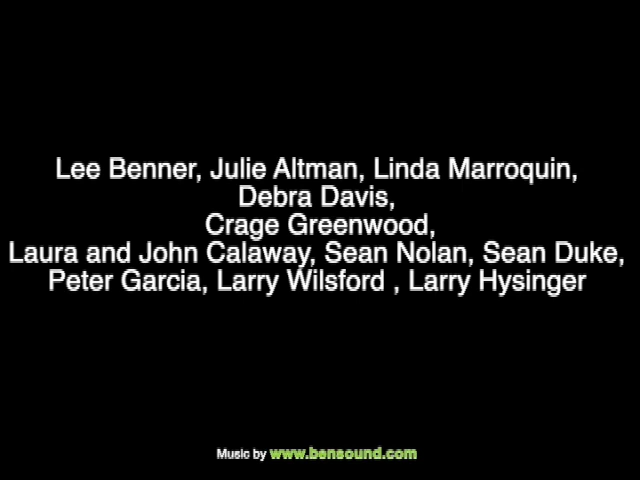 Lee Benner, Julie Altman, Linda Marroquin,
Debra Davis,
Crage Greenwood,
Laura and John Calaway, Sean Nolan, Sean Duke,
Peter Garcia, Larry Wilsford , Larry Hysinger
Music by www.bensound.com